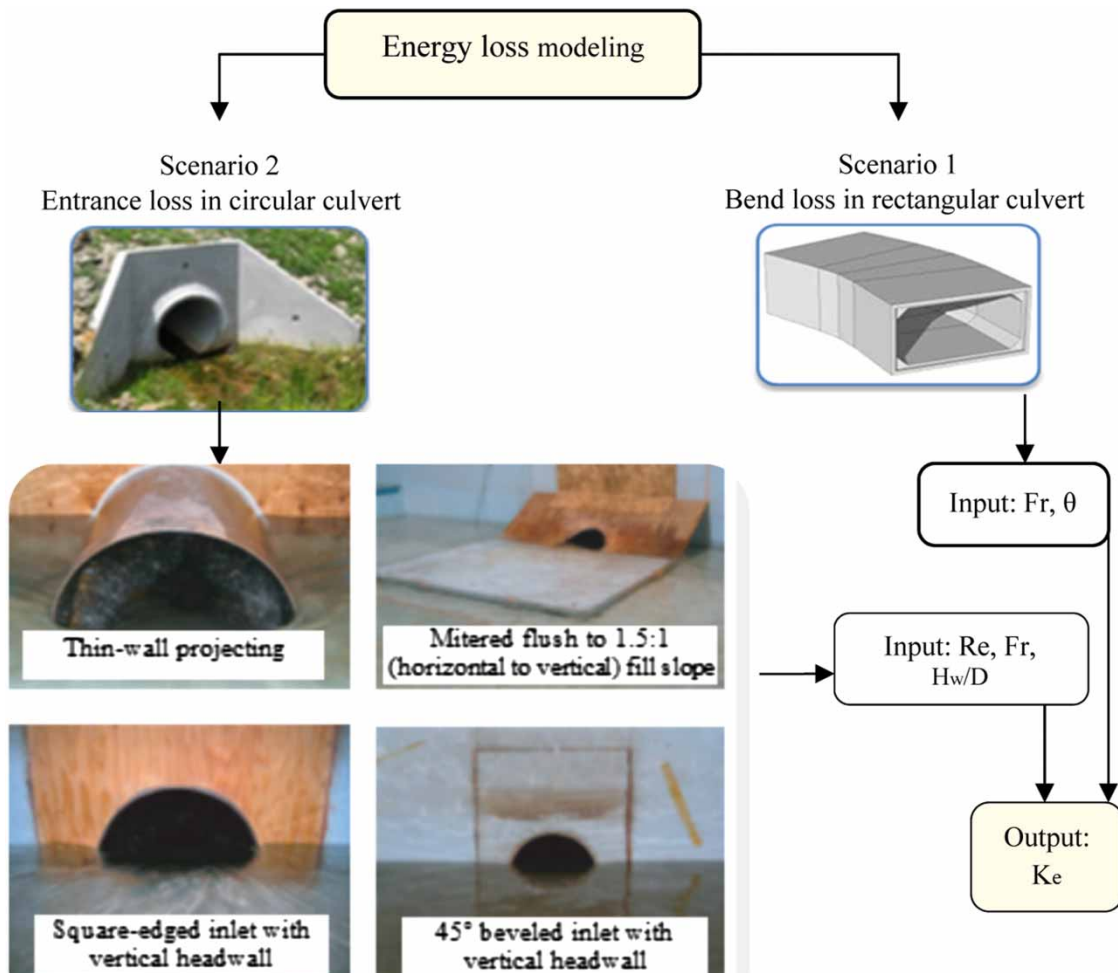 Energy loss modeling
Scenario 2
Entrance loss in circular culvert
Scenario 1
Bend loss in rectangular culvert
Thin-wall projecting
Mitered flush to 1.5:1
(horizontal to vertical) fill slope
Square-edged inlet with
vertical headwall
45° beveled inlet with
vertical headwall
Input: Fr, θ
Input: Re, Fr,
Hw/D
Output:
Ke